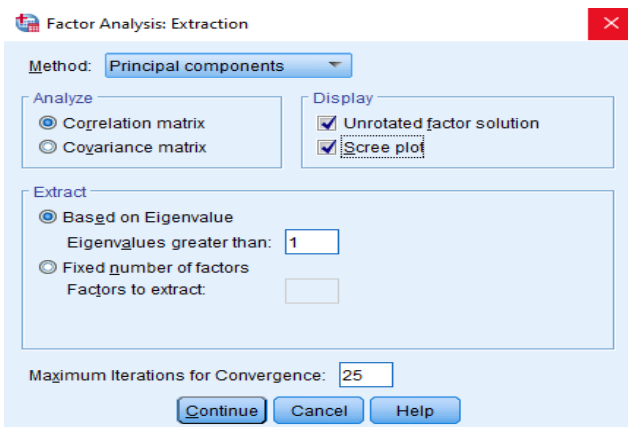 Factor Analysis: Extraction
Method: Principal components
Analyze
Correlation matrix
Covariance matrix
Display
Unrotated factor solution
Scree plot
Extract
Based on Eigenvalue
Eigenvalues greater than: 1
Fixed number of factors
Factors to extract:
Maximum Iterations for Convergence: 25
Continue Cancel Help